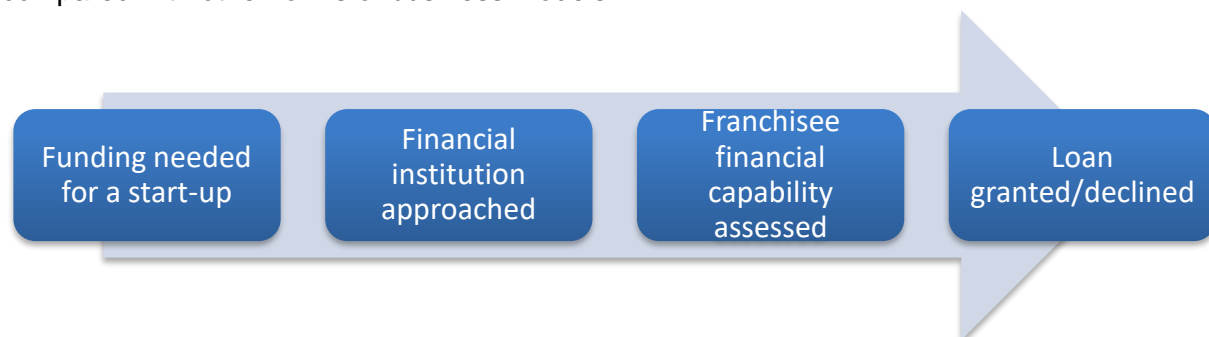 Funding needed
for a start-up
Financial
institution
approached
Franchisee
financial
capability
assessed
Loan
granted/declined